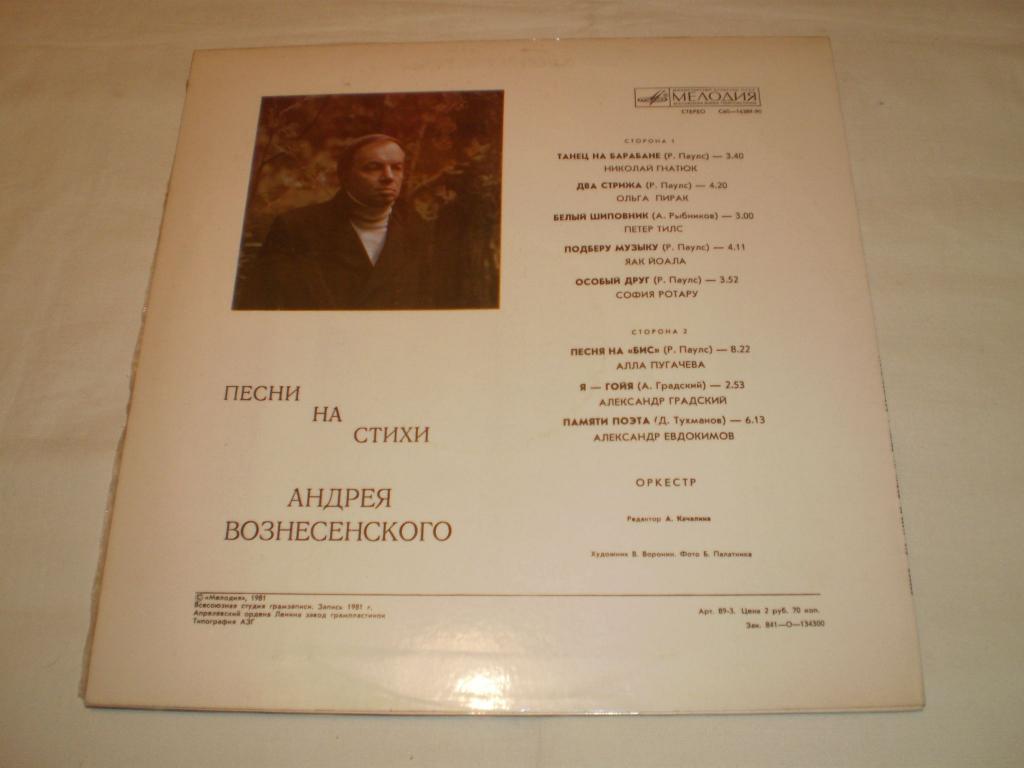 МЕЛОДИЯ
СТЕРЕО С60—16389-90
СТОРОНА 1
ТАНЕЦ НА БАРАБАНЕ (Р. Паулс) — 3.40
НИКОЛАЙ ГНАТЮК
ДВА СТРИЖА (Р. Паулс) — 4.20
ОЛЬГА ПИРАГС
БЕЛЫЙ ШИПОВНИК (А. Рыбников) — 3.00
ПЕТЕР ТИЛС
ПОДБЕРУ МУЗЫКУ (Р. Паулс) — 4.11
ЯАК ЙОАЛА
ОСОБЫЙ ДРУГ (Р. Паулс) — 3.52
СОФИЯ РОТАРУ
СТОРОНА 2
ПЕСНЯ НА «БИС» (Р. Паулс) — 8.22
АЛЛА ПУГАЧЕВА
Я — ГОЙЯ (А. Градский) — 2.53
АЛЕКСАНДР ГРАДСКИЙ
ПАМЯТИ ПОЭТА (Д. Тухманов) — 6.13
АЛЕКСАНДР ЕВДОКИМОВ
ОРКЕСТР
Редактор А. Качалина
Художник В. Воронин. Фото Б. Палатника
ПЕСНИ
НА
СТИХИ
АНДРЕЯ
ВОЗНЕСЕНСКОГО
© «Мелодия», 1981
Всесоюзная студия грамзаписи. Запись 1981 г.
Апрелевский ордена Ленина завод грампластинок
Типография АЗГ
Арт. 89-3. Цена 2 руб. 70 коп.
Зак. 841—О—134300